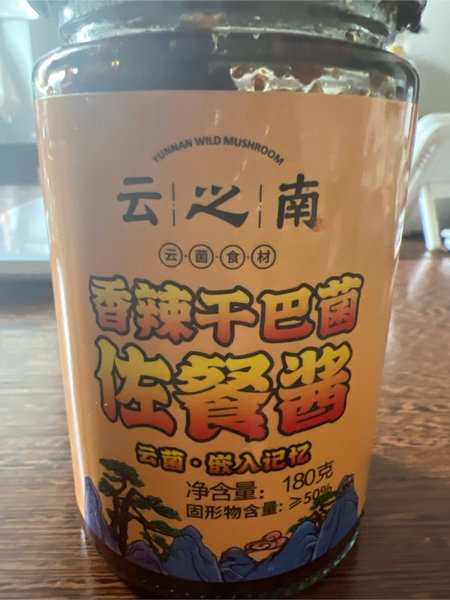 YUNNAN WILD MUSHROOM
云之南
云·菌·食·材
香辣干巴菌
佐餐酱
云菌·嵌入记忆
净含量：180克
固形物含量：≥50%